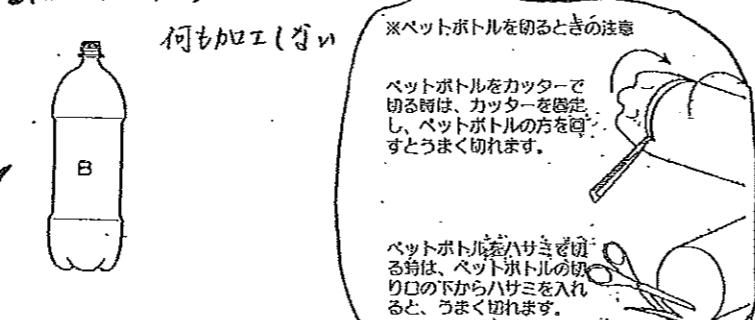 何も加工しない
B
※ペットボトルを切るときの注意
ペットボトルをカッターで
切る時は、カッターを固定
し、ペットボトルの方を回
すとうまく切れます。
ペットボトルをハサミで切
る時は、ペットボトルの切
り口の下からハサミを入れ
ると、うまく切れます。